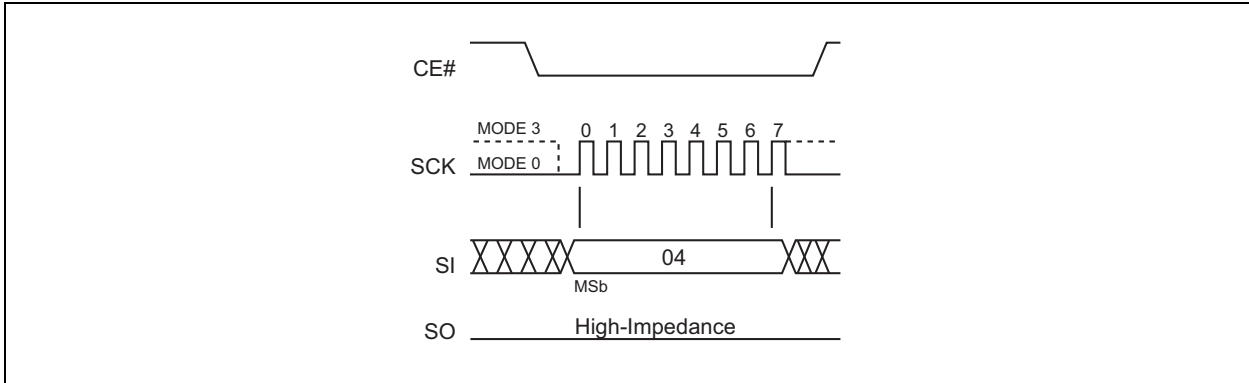 CE#
MODE 3
0 1 2 3 4 5 6 7
SCK
MODE 0
SI
04
MSb
SO
High-Impedance